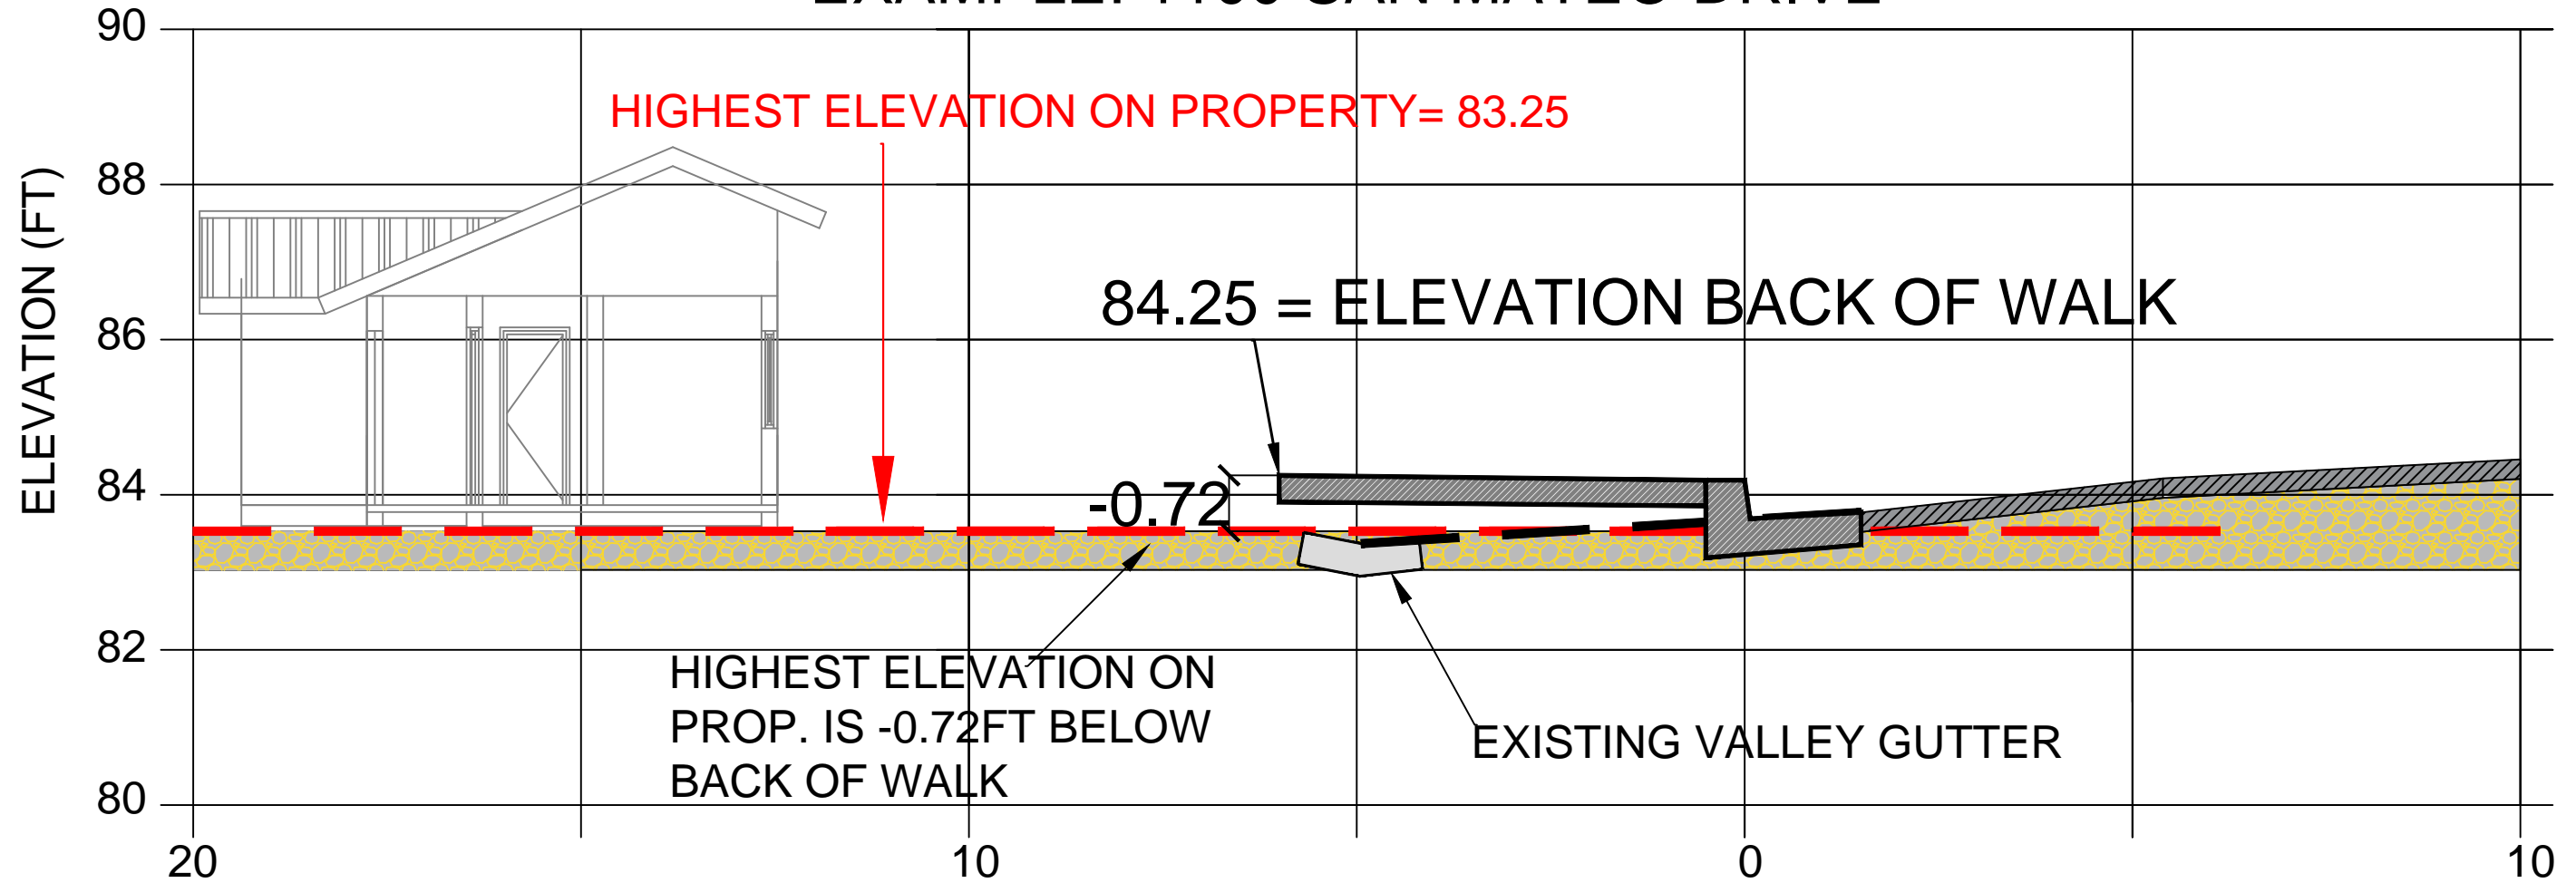 90
HIGHEST ELEVATION ON PROPERTY= 83.25
88
ELEVATION (FT)
84.25 = ELEVATION BACK OF WALK
86
84
-0.72
82
HIGHEST ELEVATION ON
PROP. IS -0.72FT BELOW
BACK OF WALK
EXISTING VALLEY GUTTER
80
20 10 0 10